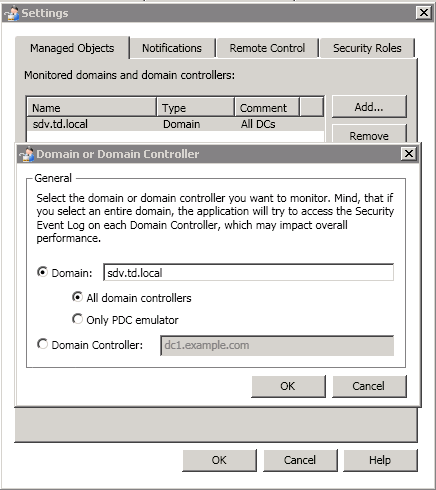 Settings
Managed Objects Notifications Remote Control Security Roles
Monitored domains and domain controllers:
Name Type Comment Add...
sdv.td.local Domain All DCs
Remove
Domain or Domain Controller
General
Select the domain or domain controller you want to monitor. Mind, that if
you select an entire domain, the application will try to access the Security
Event Log on each Domain Controller, which may impact overall
performance.
Domain: sdv.td.local
All domain controllers
Only PDC emulator
Domain Controller: dc1.example.com
OK Cancel
OK Cancel Help